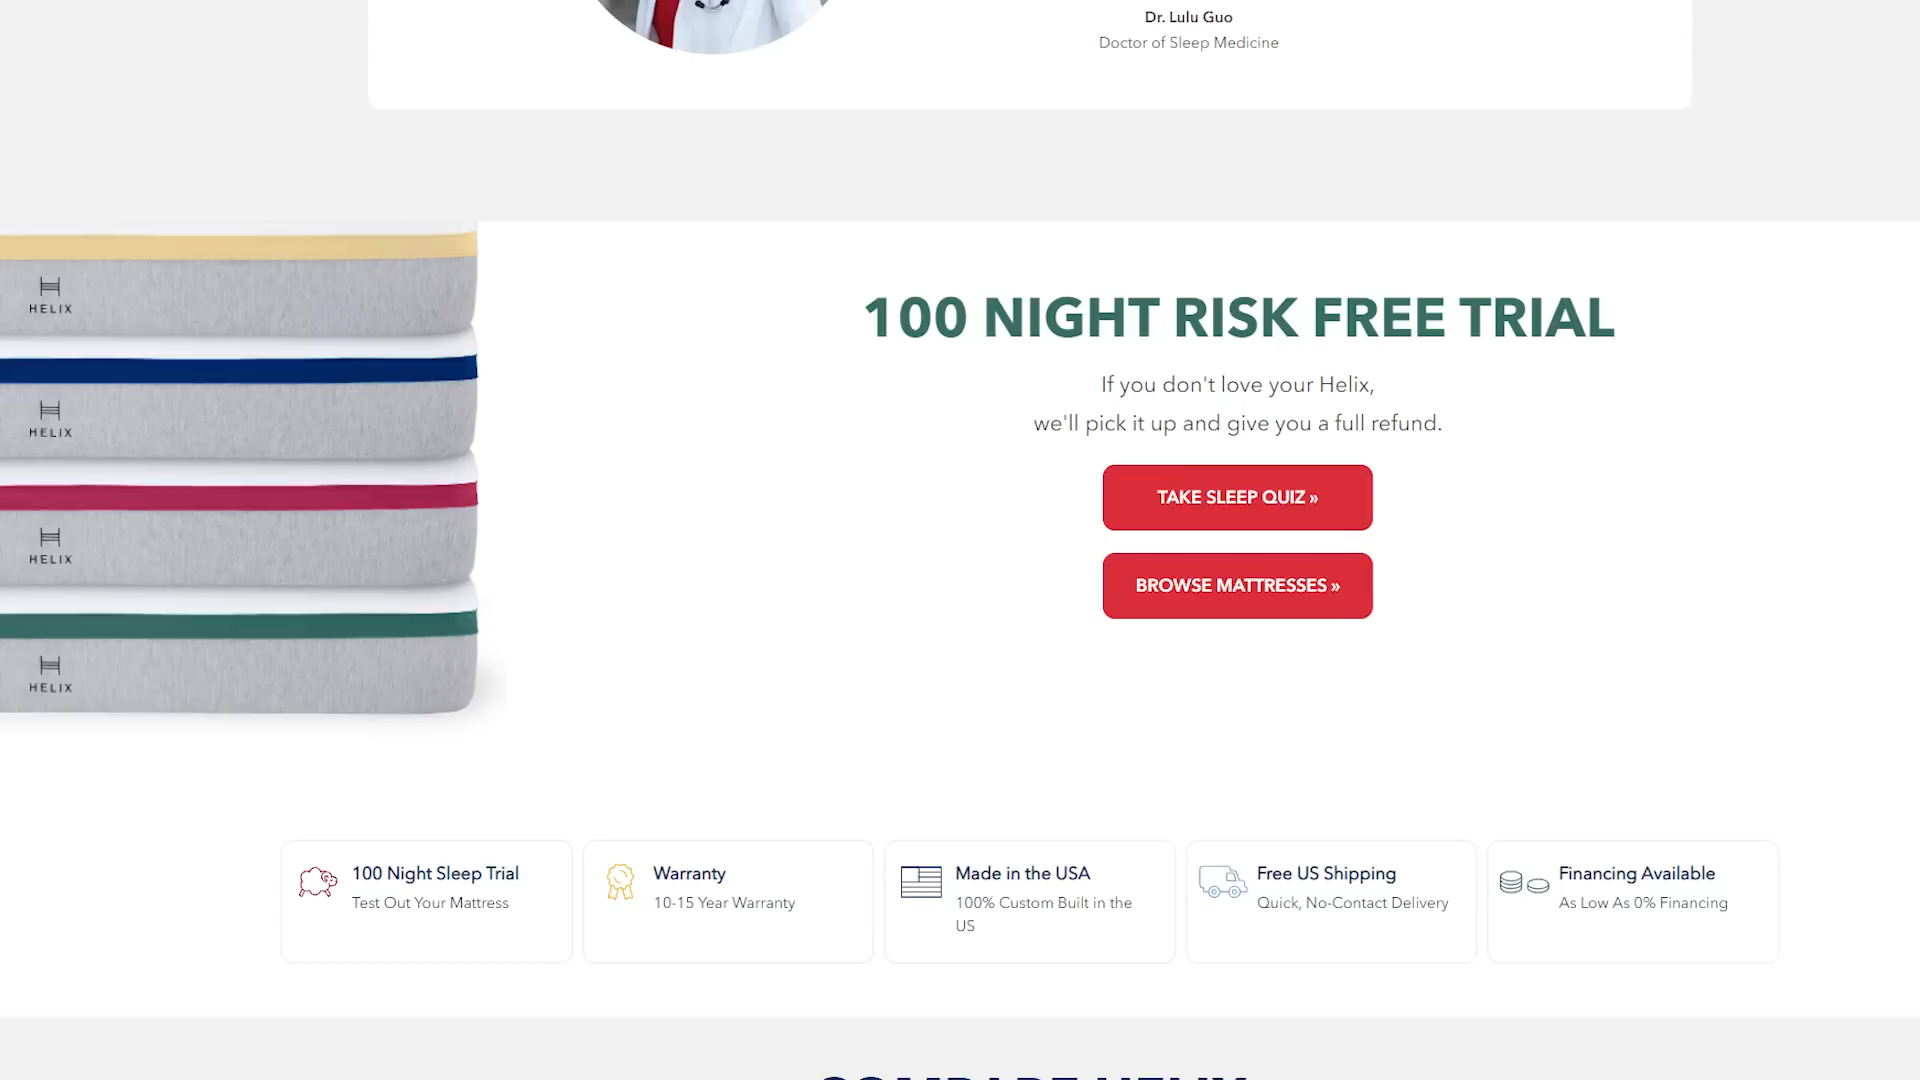 Dr. Lulu Guo
Doctor of Sleep Medicine
HELIX
HELIX
HELIX
HELIX
100 NIGHT RISK FREE TRIAL
If you don't love your Helix,
we'll pick it up and give you a full refund.
TAKE SLEEP QUIZ »
BROWSE MATTRESSES »
100 Night Sleep Trial
Test Out Your Mattress
Warranty
10-15 Year Warranty
Made in the USA
100% Custom Built in the
US
Free US Shipping
Quick, No-Contact Delivery
Financing Available
As Low As 0% Financing
COMPARE HELIX